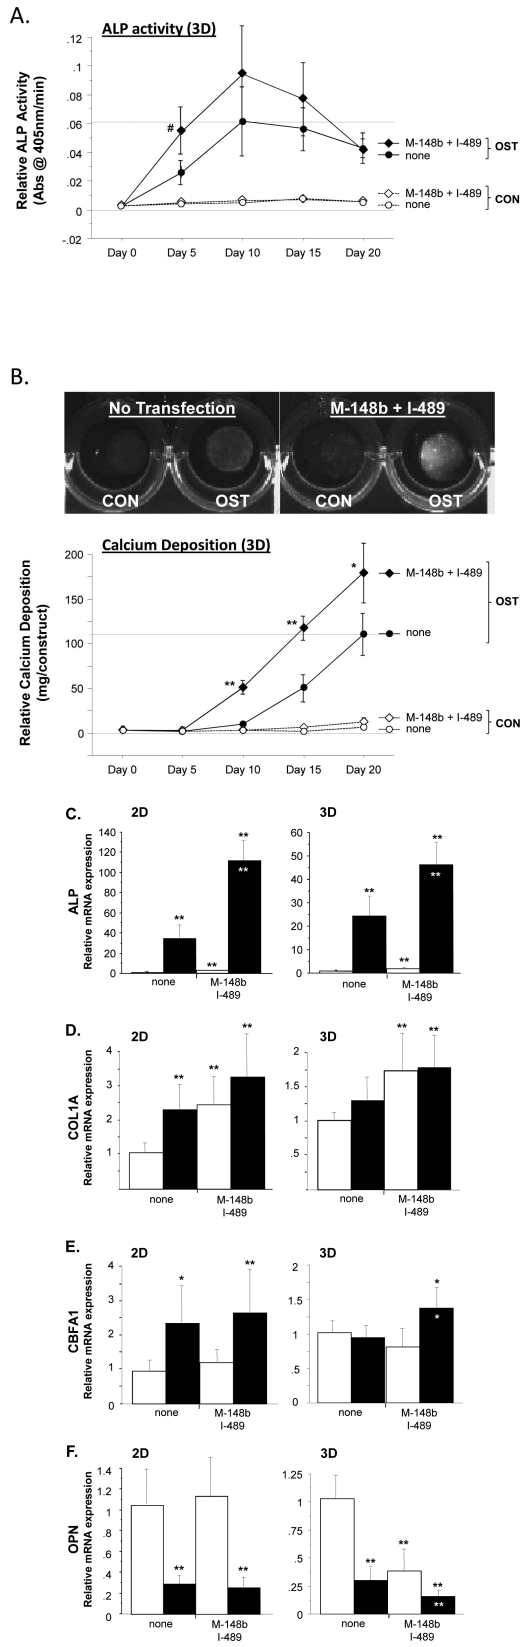 A.
ALP activity (3D)
Relative ALP Activity
(Abs @ 405nm/min)
.12
.1
.08
.06
.04
.02
0
-.02
#
M-148b + I-489
none
OST
M-148b + I-489
none
CON
Day 0 Day 5 Day 10 Day 15 Day 20
B.
No Transfection M-148b + I-489
CON OST CON OST
Calcium Deposition (3D)
Relative Calcium Deposition
(mg/construct)
200
150
100
50
0
**
**
*
M-148b + I-489
none
OST
M-148b + I-489
none
CON
Day 0 Day 5 Day 10 Day 15 Day 20
C.
2D 3D
ALP
Relative mRNA expression
140
120
100
80
60
40
20
0
**
**
**
**
none M-148b
I-489
60
50
40
30
20
10
0
**
**
**
**
none M-148b
I-489
D.
2D 3D
COL1A
Relative mRNA expression
4
3
2
1
**
**
**
none M-148b
I-489
2
1.5
1
.5
**
**
none M-148b
I-489
E.
2D 3D
CBFA1
Relative mRNA expression
4
3
2
1
0
*
**
none M-148b
I-489
2
1.5
1
.5
0
*
*
none M-148b
I-489
F.
2D 3D
OPN
Relative mRNA expression
1.4
1.2
1
.8
.6
.4
.2
0
**
**
none M-148b
I-489
1.25
1
.75
.5
.25
0
**
**
**
**
none M-148b
I-489